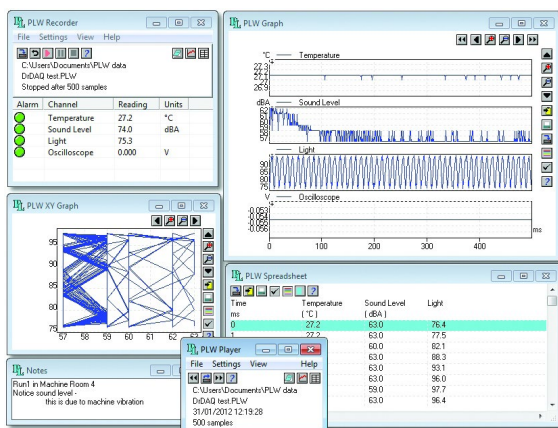 PLW Recorder
File Settings View Help
C:\Users\Documents\PLW data
DrDAQ test.PLW
Stopped after 500 samples
Alarm Channel Reading Units
Temperature 27.2 °C
Sound Level 74.0 dBA
Light 75.3
Oscilloscope 0.000 V
PLW Graph
°C Temperature
27.3
27.1
26.9
dBA Sound Level
62
61
60
59
58
57
Light
90
85
80
75
V Oscilloscope
-0.053
-0.054
-0.055
-0.056
0 100 200 300 400 ms
PLW XY Graph
95
90
85
80
75
57 58 59 60 61 62
PLW Spreadsheet
Time Temperature Sound Level Light
ms (°C) (dBA)
0 27.2 63.0 76.4
1 27.2 63.0 77.5
60.0 82.1
63.0 88.3
63.0 93.1
63.0 96.0
59.0 97.7
63.0 96.4
Notes
Run1 in Machine Room 4
Notice sound level -
this is due to machine vibration
PLW Player
File Settings View Help
C:\Users\Documents\PLW data
DrDAQ test.PLW
31/01/2012 12:19:28
500 samples